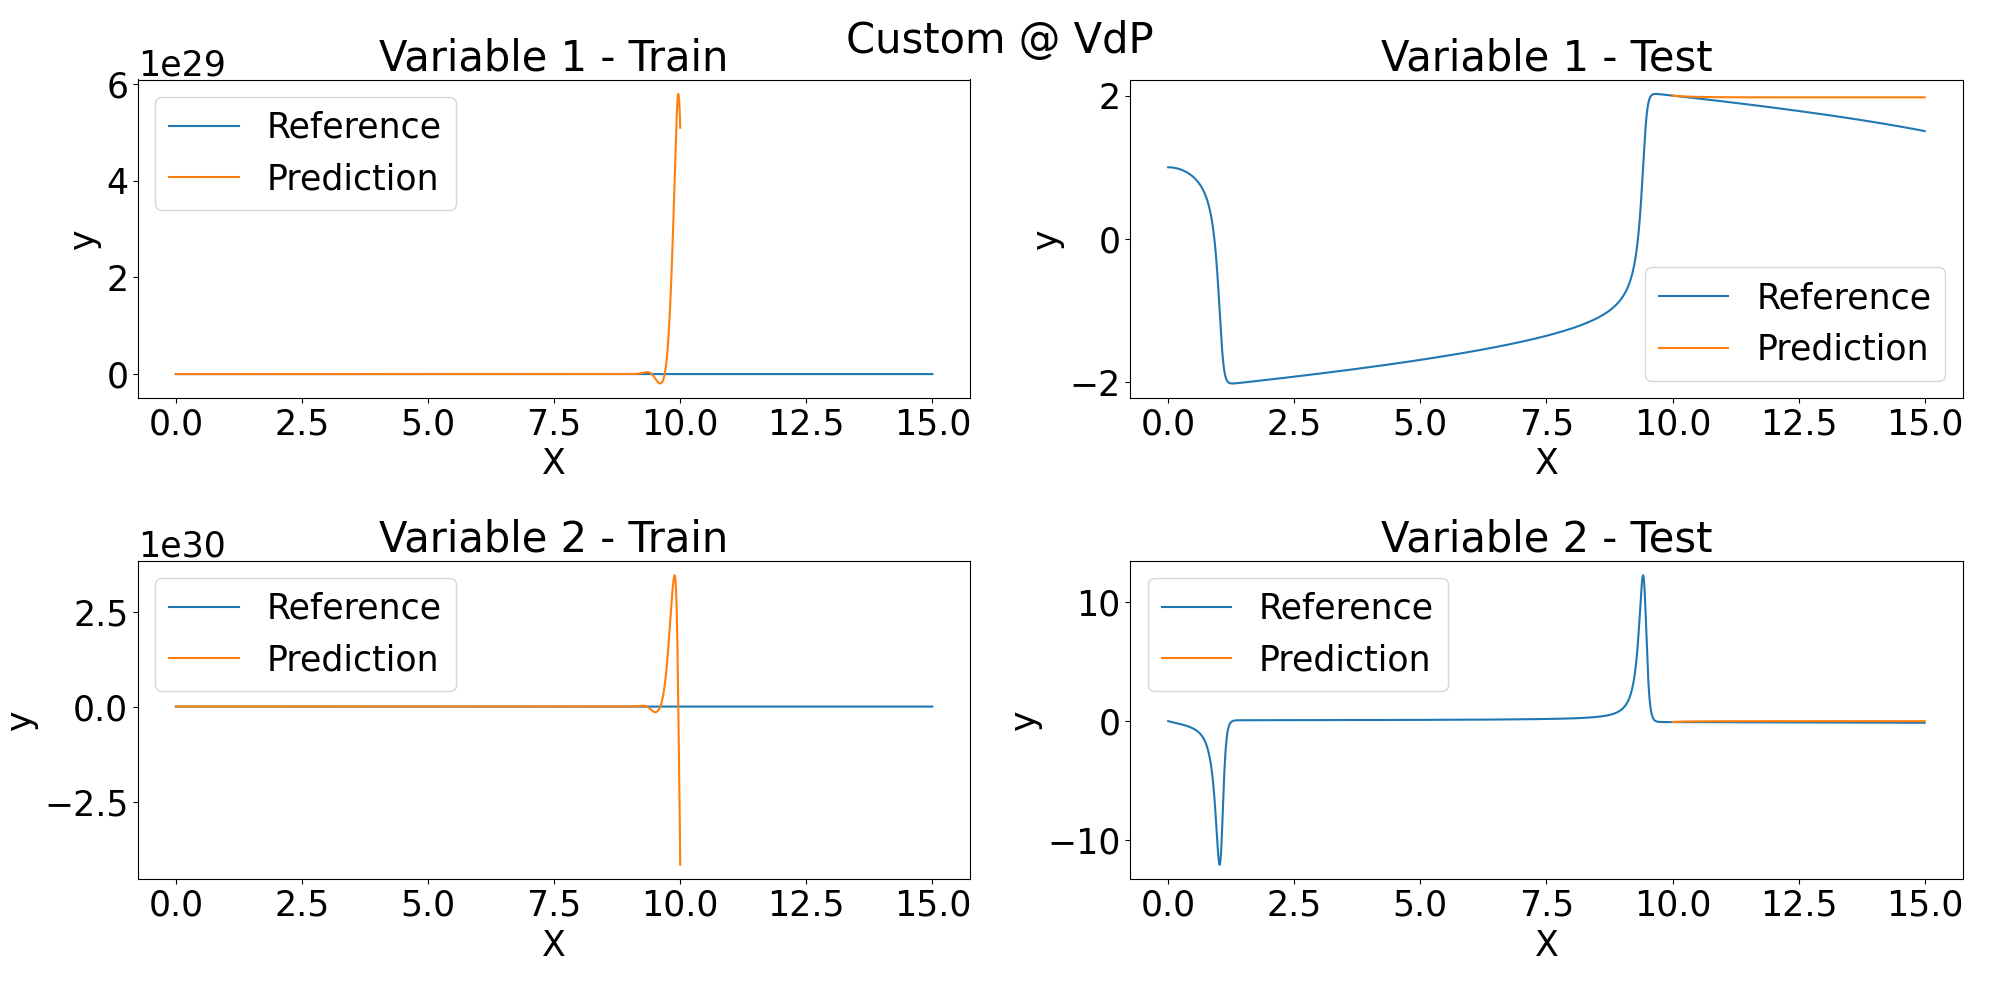 Custom @ VdP
Variable 1 - Train
1e29
6
4
2
0
y
Reference
Prediction
0.0 2.5 5.0 7.5 10.0 12.5 15.0
X
Variable 1 - Test
2
0
−2
y
Reference
Prediction
0.0 2.5 5.0 7.5 10.0 12.5 15.0
X
Variable 2 - Train
1e30
2.5
0.0
−2.5
y
Reference
Prediction
0.0 2.5 5.0 7.5 10.0 12.5 15.0
X
Variable 2 - Test
10
0
−10
y
Reference
Prediction
0.0 2.5 5.0 7.5 10.0 12.5 15.0
X